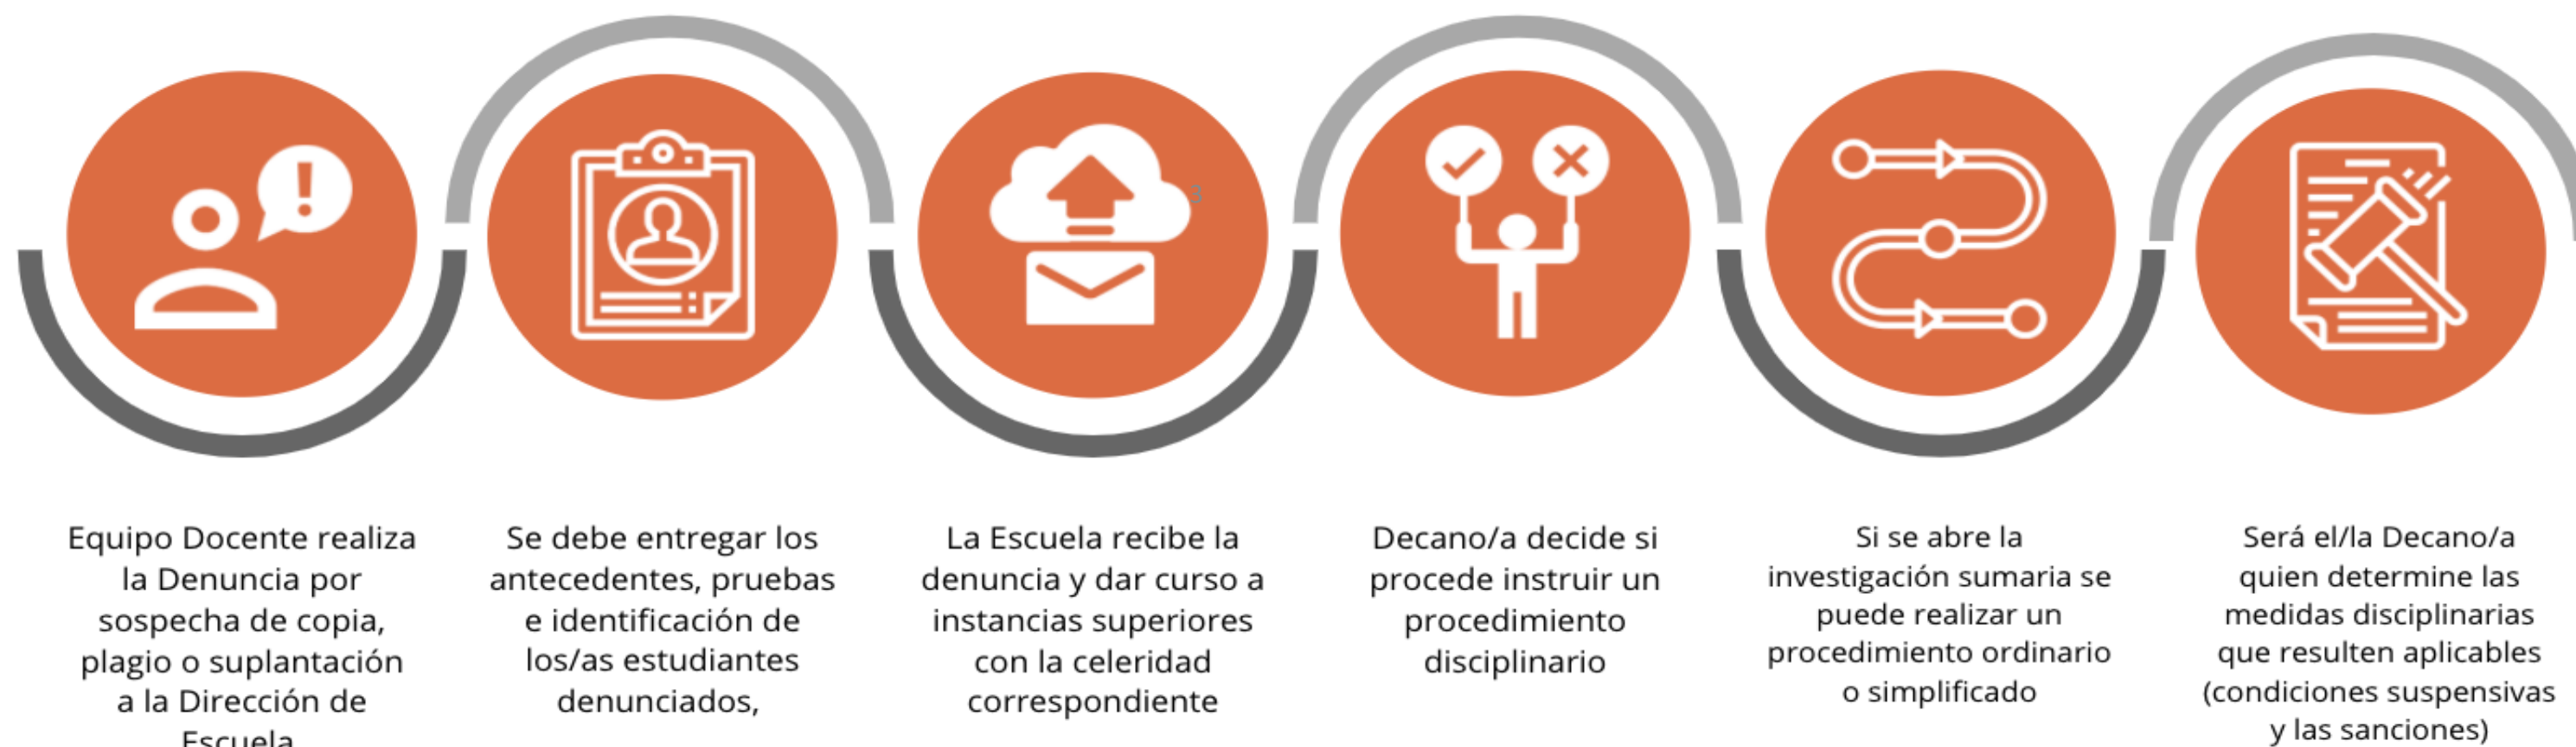 3
Equipo Docente realiza
la Denuncia por
sospecha de copia,
plagio o suplantación
a la Dirección de
Escuela
Se debe entregar los
antecedentes, pruebas
e identificación de
los/as estudiantes
denunciados,
La Escuela recibe la
denuncia y dar curso a
instancias superiores
con la celeridad
correspondiente
Decano/a decide si
procede instruir un
procedimiento
disciplinario
Si se abre la
investigación sumaria se
puede realizar un
procedimiento ordinario
o simplificado
Será el/la Decano/a
quien determine las
medidas disciplinarias
que resulten aplicables
(condiciones suspensivas
y las sanciones)